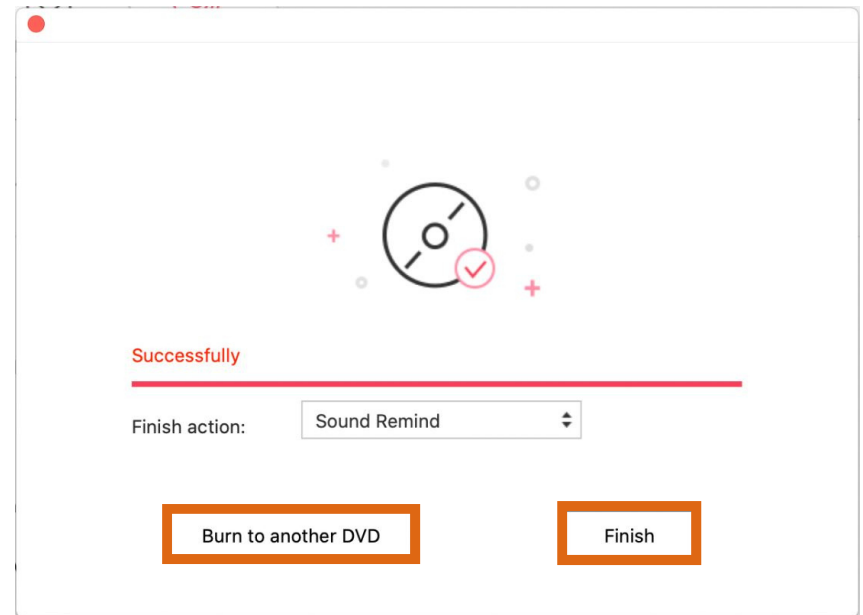 Successfully
Finish action:
Sound Remind
Burn to another DVD
Finish